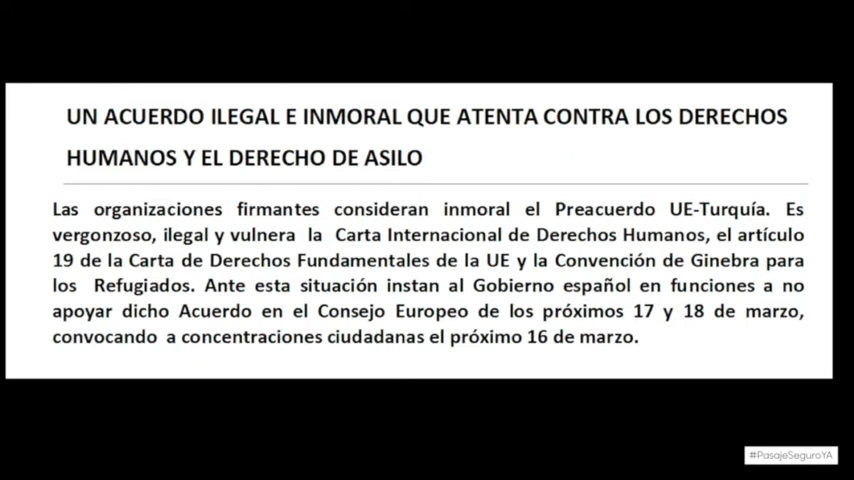 UN ACUERDO ILEGAL E INMORAL QUE ATENTA CONTRA LOS DERECHOS
HUMANOS Y EL DERECHO DE ASILO
Las organizaciones firmantes consideran inmoral el Preacuerdo UE-Turquía. Es
vergonzoso, ilegal y vulnera la Carta Internacional de Derechos Humanos, el artículo
19 de la Carta de Derechos Fundamentales de la UE y la Convención de Ginebra para
los Refugiados. Ante esta situación instan al Gobierno español en funciones a no
apoyar dicho Acuerdo en el Consejo Europeo de los próximos 17 y 18 de marzo,
convocando a concentraciones ciudadanas el próximo 16 de marzo.
#PasajeSeguroYA